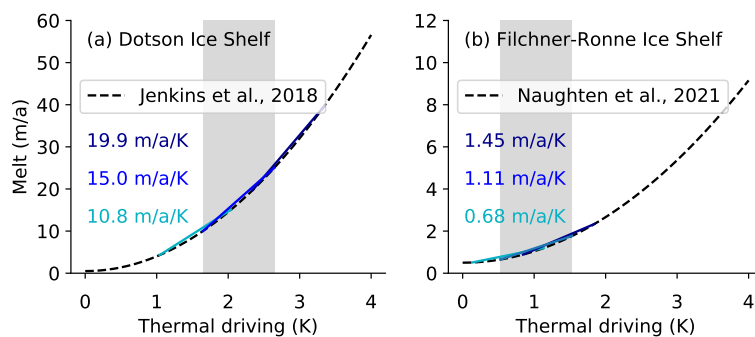 (a) Dotson Ice Shelf
Jenkins et al., 2018
19.9 m/a/K
15.0 m/a/K
10.8 m/a/K
Melt (m/a)
60
50
40
30
20
10
0
0 1 2 3 4
Thermal driving (K)
(b) Filchner-Ronne Ice Shelf
Naughten et al., 2021
1.45 m/a/K
1.11 m/a/K
0.68 m/a/K
12
10
8
6
4
2
0
0 1 2 3 4
Thermal driving (K)